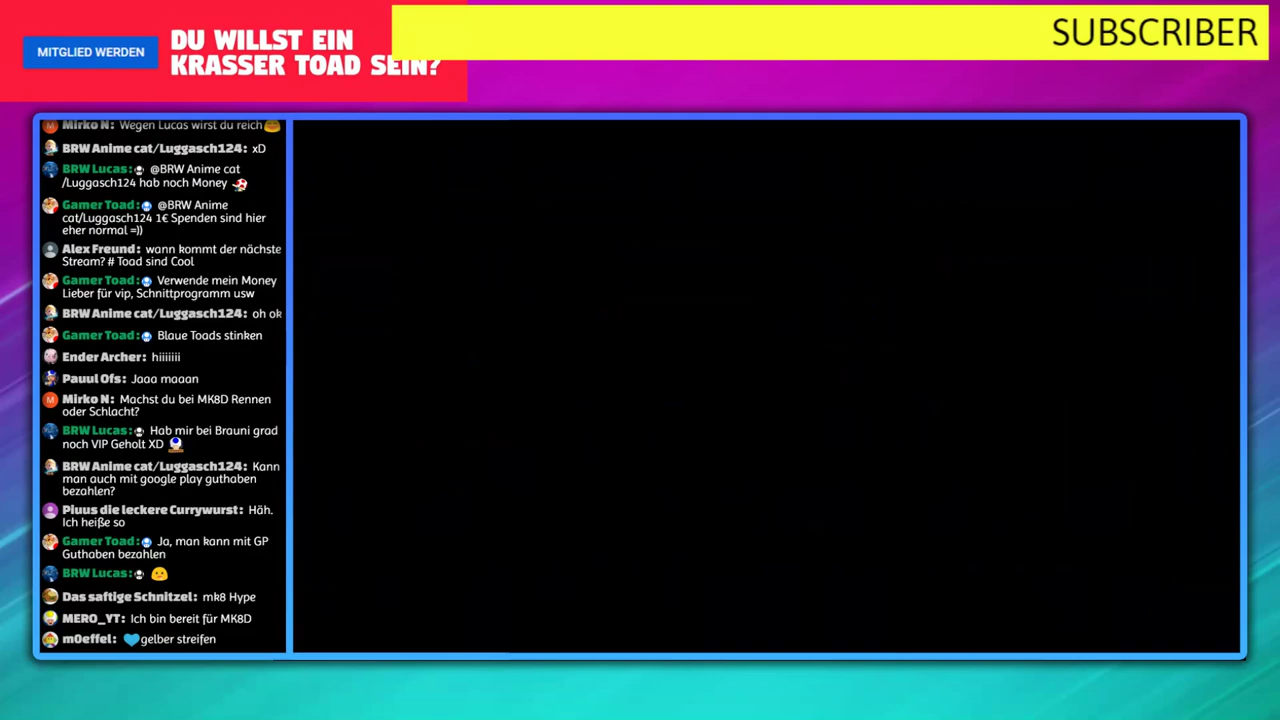 MITGLIED WERDEN
DU WILLST EIN
KRASSER TOAD SEIN?
SUBSCRIBER
Mirko N: Wegen Lucas wirst du reich
BRW Anime cat/Luggasch124: xD
BRW Lucas: @BRW Anime cat
/Luggasch124 hab noch Money
Gamer Toad: @BRW Anime
cat/Luggasch124 1€ Spenden sind hier
eher normal =))
Alex Freund: wann kommt der nächste
Stream? # Toad sind Cool
Gamer Toad: Verwende mein Money
Lieber für vip, Schnittprogramm usw
BRW Anime cat/Luggasch124: oh ok
Gamer Toad: Blaue Toads stinken
Ender Archer: hiiiiiii
Pauul Ofs: Jaaa maaan
M Mirko N: Machst du bei MK8D Rennen
oder Schlacht?
BRW Lucas: Hab mir bei Brauni grad
noch VIP Geholt XD
BRW Anime cat/Luggasch124: Kann
man auch mit google play guthaben
bezahlen?
Piuus die leckere Currywurst: Häh.
Ich heiße so
Gamer Toad: Ja, man kann mit GP
Guthaben bezahlen
BRW Lucas:
Das saftige Schnitzel: mk8 Hype
MERO_YT: Ich bin bereit für MK8D
m0effel: gelber streifen